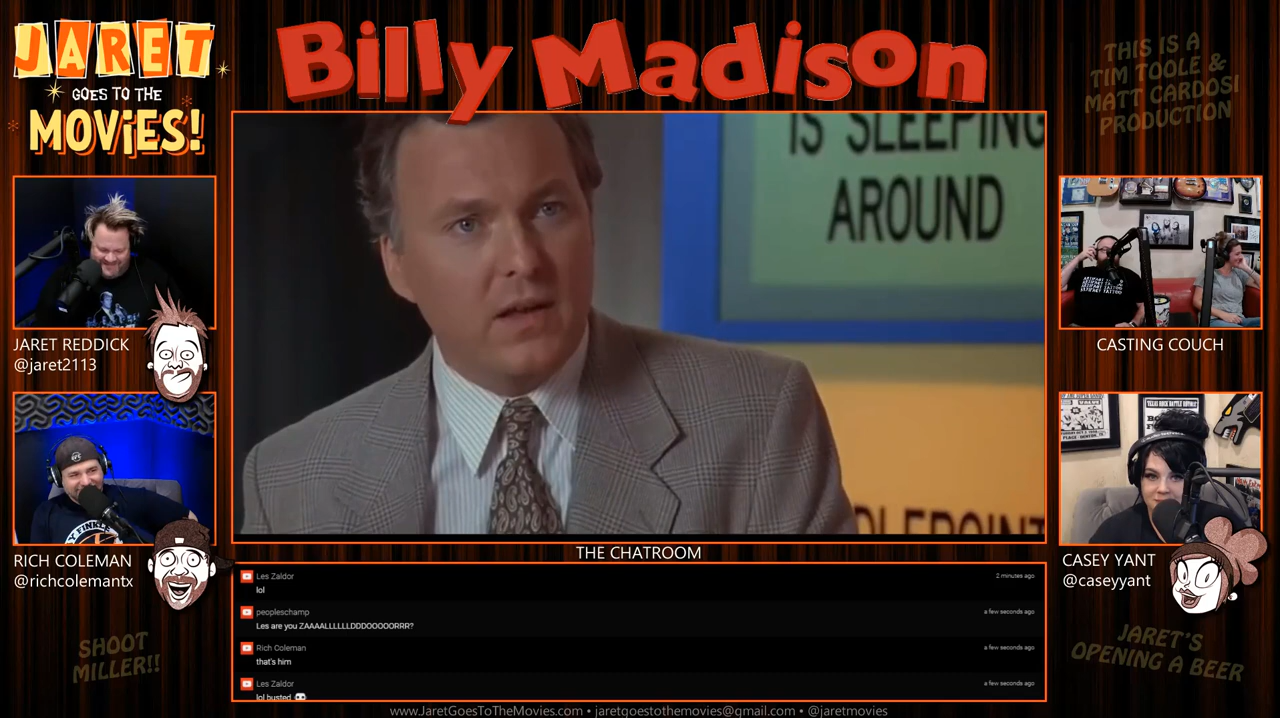 JARET
GOES TO THE
MOVIES!
Billy Madison
THIS IS A
TIM TOOLE &
MATT CARDOSI
PRODUCTION
IS SLEEPING
AROUND
JARET REDDICK
@jaret2113
CASTING COUCH
RICH COLEMAN
@richcolemantx
CASEY YANT
@caseyyant
THE CHATROOM
Les Zaldor
2 minutes ago
lol
peopleschamp
a few seconds ago
Les are you ZAAAALLLLLLDDDOOOOORRR?
Rich Coleman
a few seconds ago
that's him
Les Zaldor
a few seconds ago
lol busted
SHOOT
MILLER!!
JARET'S
OPENING A BEER
www.JaretGoesToTheMovies.com • jaretgoestothemovies@gmail.com • @jaretmovies